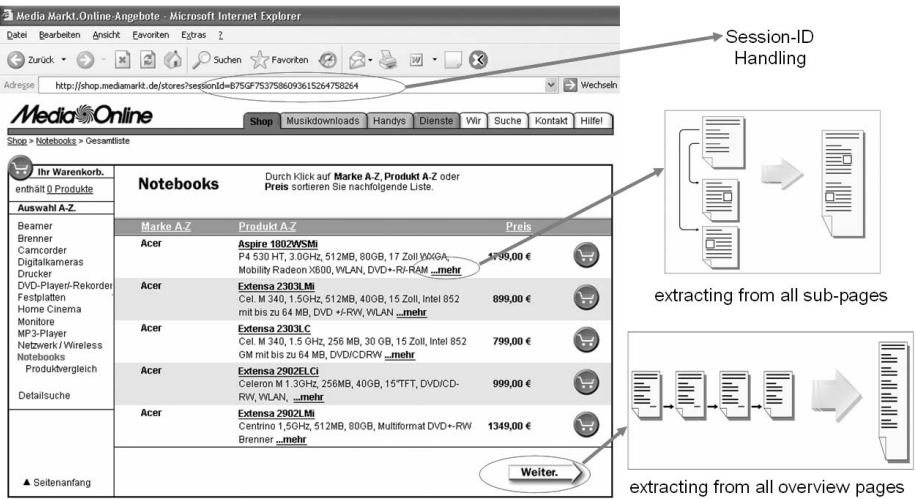 Media Markt.Online-Angebote - Microsoft Internet Explorer
Datei Bearbeiten Ansicht Favoriten Extras ?
Zurück Suchen Favoriten
Adresse http://shop.mediamarkt.de/stores?sessionId=B75GF7537586093615264758264 Wechseln
Media Online
Shop Musikdownloads Handys Dienste Wir Suche Kontakt Hilfe!
Shop > Notebooks > Gesamtliste
Ihr Warenkorb.
enthält 0 Produkte
Auswahl A-Z.
Beamer
Brenner
Camcorder
Digitalkameras
Drucker
DVD-Player/-Rekorder
Festplatten
Home Cinema
Monitore
MP3-Player
Netzwerk / Wireless
Notebooks
Produktvergleich
Detailsuche
▲ Seitenanfang
Notebooks
Durch Klick auf Marke A-Z, Produkt A-Z oder
Preis sortieren Sie nachfolgende Liste.
Marke A-Z Produkt A-Z Preis
Acer Aspire 1802WSMi
P4 530 HT, 3.0GHz, 512MB, 80GB, 17 Zoll WXGA, 1799,00 €
Mobility Radeon X600, WLAN, DVD+-R/-RAM ...mehr
Acer Extensa 2303LMi
Cel. M 340, 1.5GHz, 512MB, 40GB, 15 Zoll, Intel 852 899,00 €
mit bis zu 64 MB, DVD +/-RW, WLAN ...mehr
Acer Extensa 2303LC
Cel. M 340, 1.5 GHz, 256 MB, 30 GB, 15 Zoll, Intel 852 799,00 €
GM mit bis zu 64 MB, DVD/CDRW ...mehr
Acer Extensa 2902ELCi
Celeron M 1.3GHz, 256MB, 40GB, 15"TFT, DVD/CD- 999,00 €
RW, WLAN, ...mehr
Acer Extensa 2902LMi
Centrino 1,5GHz, 512MB, 80GB, Multiformat DVD+-RW 1349,00 €
Brenner ...mehr
Weiter.
Session-ID
Handling
extracting from all sub-pages
extracting from all overview pages